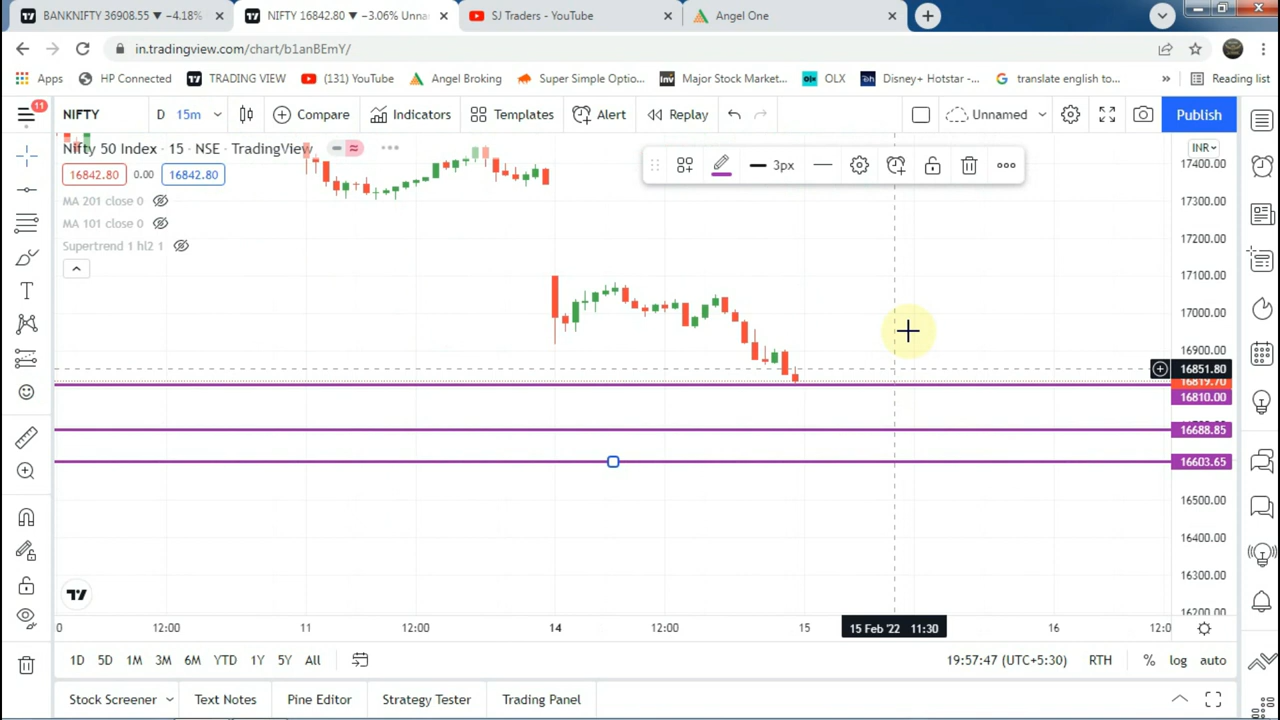 BANKNIFTY 36908.55 ▼ −4.18%
NIFTY 16842.80 ▼ −3.06% Unna
SJ Traders - YouTube
Angel One
in.tradingview.com/chart/b1anBEmY/
Apps
HP Connected
TRADING VIEW
(131) YouTube
Angel Broking
Super Simple Optio...
Major Stock Market...
OLX
Disney+ Hotstar -...
translate english to...
»
Reading list
11
NIFTY
D
15m
Compare
Indicators
Templates
Alert
Replay
Unnamed
Publish
Nifty 50 Index · 15 · NSE · TradingView
3px
INR
16842.80
0.00
16842.80
MA 201 close 0
MA 101 close 0
Supertrend 1 hl2 1
17400.00
17300.00
17200.00
17100.00
17000.00
16900.00
16851.80
16819.70
16810.00
16688.85
16603.65
16500.00
16400.00
16300.00
16200.00
0
12:00
11
12:00
14
12:00
15
15 Feb '22 11:30
16
12:0
1D
5D
1M
3M
6M
YTD
1Y
5Y
All
19:57:47 (UTC+5:30)
RTH
%
log
auto
Stock Screener
Text Notes
Pine Editor
Strategy Tester
Trading Panel